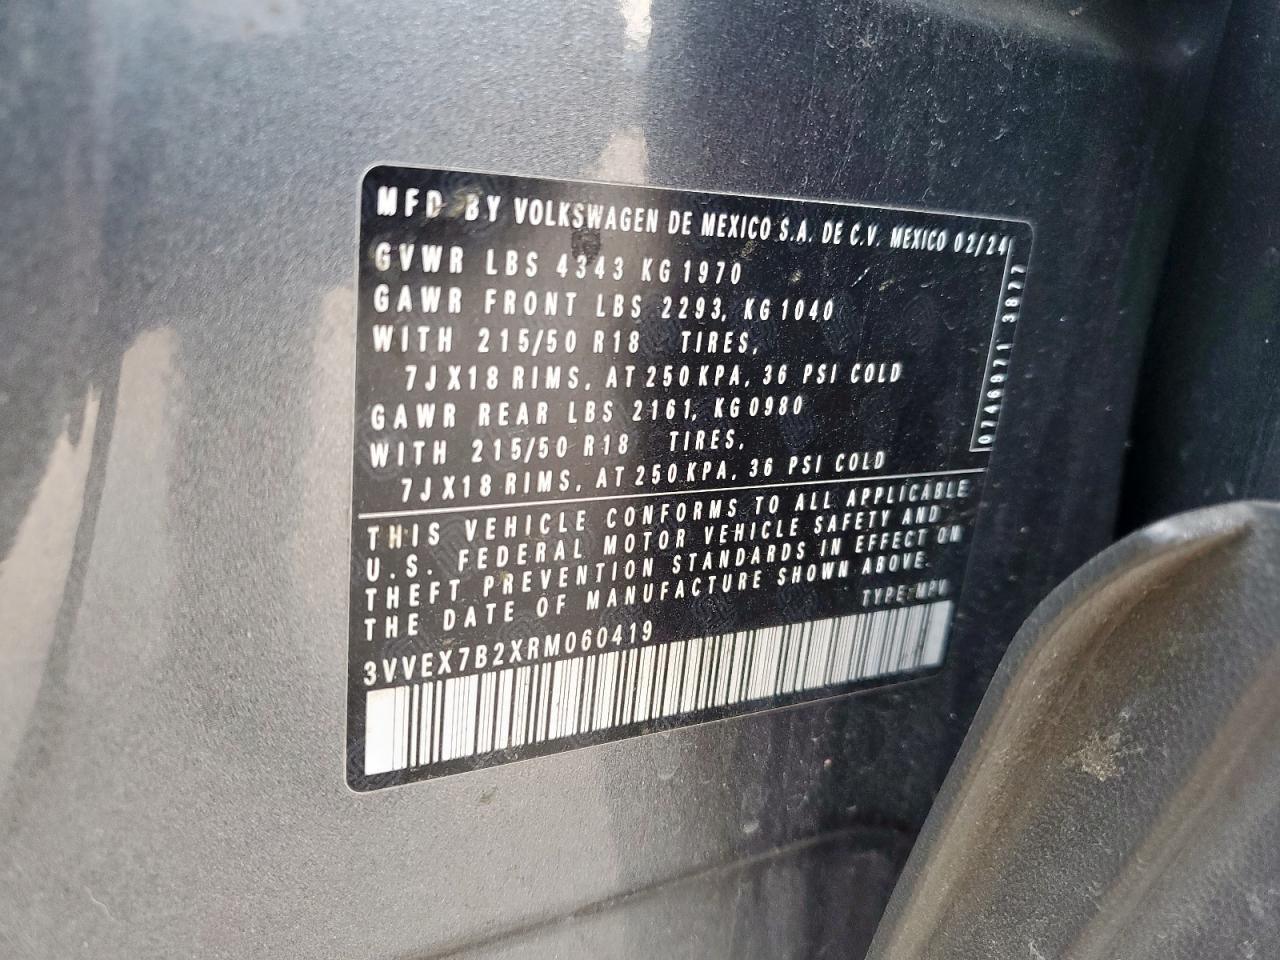 MFD BY VOLKSWAGEN DE MEXICO S.A. DE C.V. MEXICO 02/24
GVWR LBS 4343 KG 1970
GAWR FRONT LBS 2293, KG 1040
WITH 215/50 R18 TIRES,
7J X18 RIMS, AT 250 KPA, 36 PSI COLD
GAWR REAR LBS 2161, KG 0980
WITH 215/50 R18 TIRES,
7J X18 RIMS, AT 250 KPA, 36 PSI COLD
THIS VEHICLE CONFORMS TO ALL APPLICABLE
U.S. FEDERAL MOTOR VEHICLE SAFETY AND
THEFT PREVENTION STANDARDS IN EFFECT ON
THE DATE OF MANUFACTURE SHOWN ABOVE.
TYPE:MPV
3VVEX7B2XRM060419